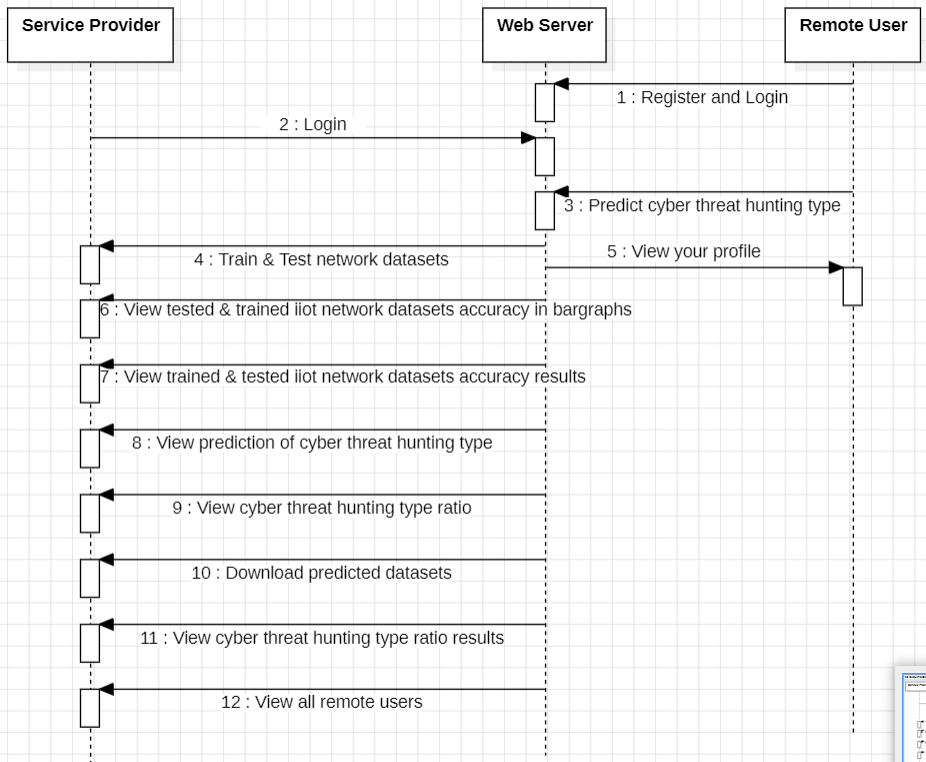 Service Provider
Web Server
Remote User
1 : Register and Login
2 : Login
3 : Predict cyber threat hunting type
4 : Train & Test network datasets
5 : View your profile
6 : View tested & trained iiot network datasets accuracy in bargraphs
7 : View trained & tested iiot network datasets accuracy results
8 : View prediction of cyber threat hunting type
9 : View cyber threat hunting type ratio
10 : Download predicted datasets
11 : View cyber threat hunting type ratio results
12 : View all remote users